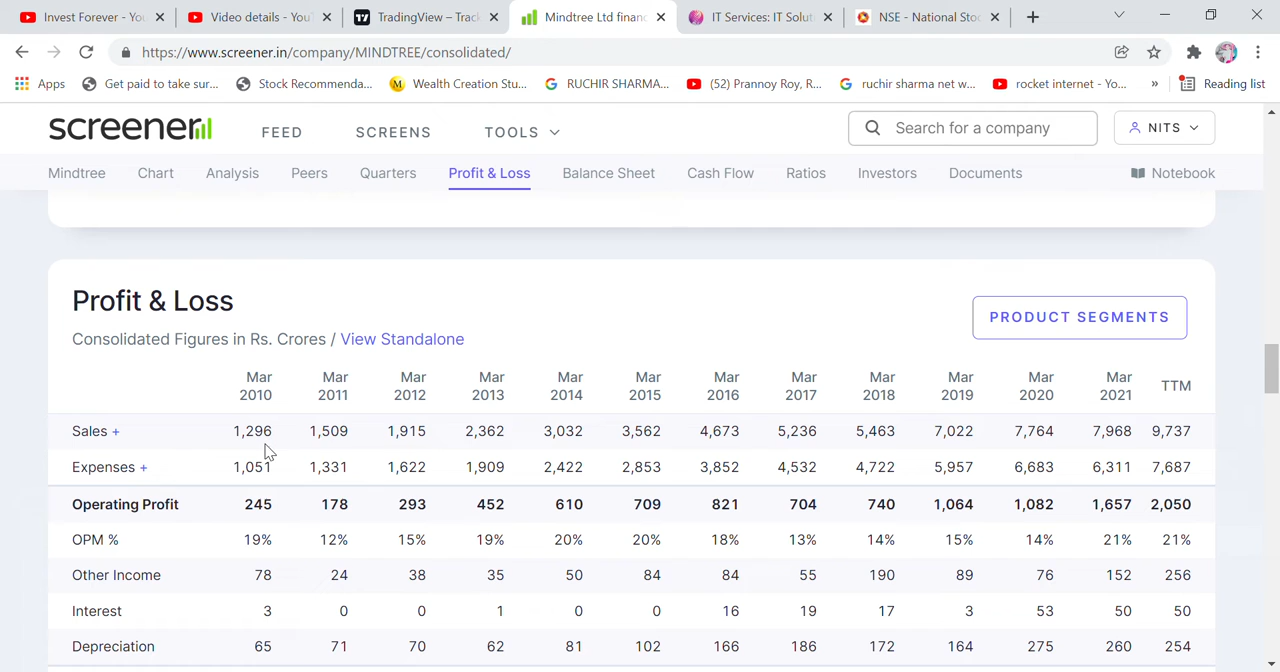 Invest Forever - You
Video details - YouT
TradingView – Track
Mindtree Ltd financ
IT Services: IT Solut
NSE - National Stoc
https://www.screener.in/company/MINDTREE/consolidated/
Apps
Get paid to take sur...
Stock Recommenda...
Wealth Creation Stu...
RUCHIR SHARMA...
(52) Prannoy Roy, R...
ruchir sharma net w...
rocket internet - Yo...
»
Reading list
screener
FEED SCREENS TOOLS
Search for a company
NITS
Mindtree Chart Analysis Peers Quarters Profit & Loss Balance Sheet Cash Flow Ratios Investors Documents Notebook
Profit & Loss
PRODUCT SEGMENTS
Consolidated Figures in Rs. Crores / View Standalone
Mar 2010 Mar 2011 Mar 2012 Mar 2013 Mar 2014 Mar 2015 Mar 2016 Mar 2017 Mar 2018 Mar 2019 Mar 2020 Mar 2021 TTM
Sales + 1,296 1,509 1,915 2,362 3,032 3,562 4,673 5,236 5,463 7,022 7,764 7,968 9,737
Expenses + 1,051 1,331 1,622 1,909 2,422 2,853 3,852 4,532 4,722 5,957 6,683 6,311 7,687
Operating Profit 245 178 293 452 610 709 821 704 740 1,064 1,082 1,657 2,050
OPM % 19% 12% 15% 19% 20% 20% 18% 13% 14% 15% 14% 21% 21%
Other Income 78 24 38 35 50 84 84 55 190 89 76 152 256
Interest 3 0 0 1 0 0 16 19 17 3 53 50 50
Depreciation 65 71 70 62 81 102 166 186 172 164 275 260 254